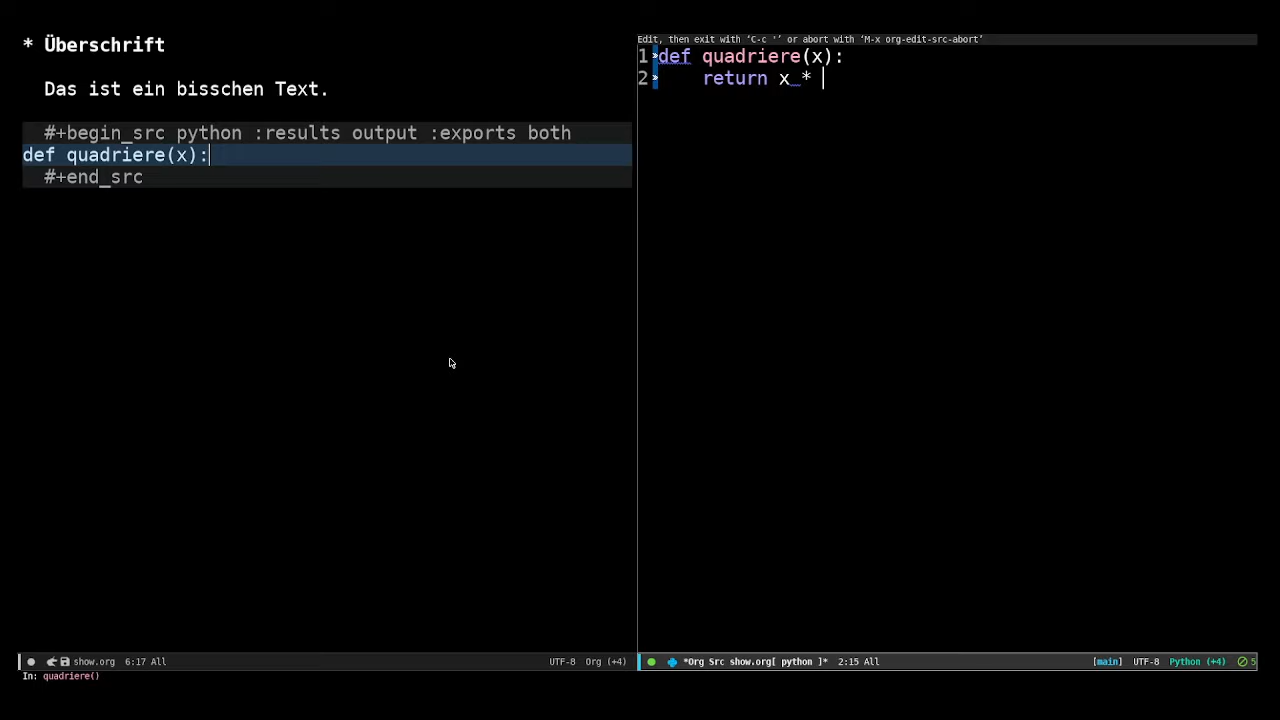 * Überschrift
Das ist ein bisschen Text.
#+begin_src python :results output :exports both
def quadriere(x):
#+end_src
Edit, then exit with ‘C-c '’ or abort with ‘M-x org-edit-src-abort’
1 def quadriere(x):
2 return x *
show.org 6:17 All UTF-8 Org (+4)
*Org Src show.org[ python ]* 2:15 All [main] UTF-8 Python (+4) 5
In: quadriere()